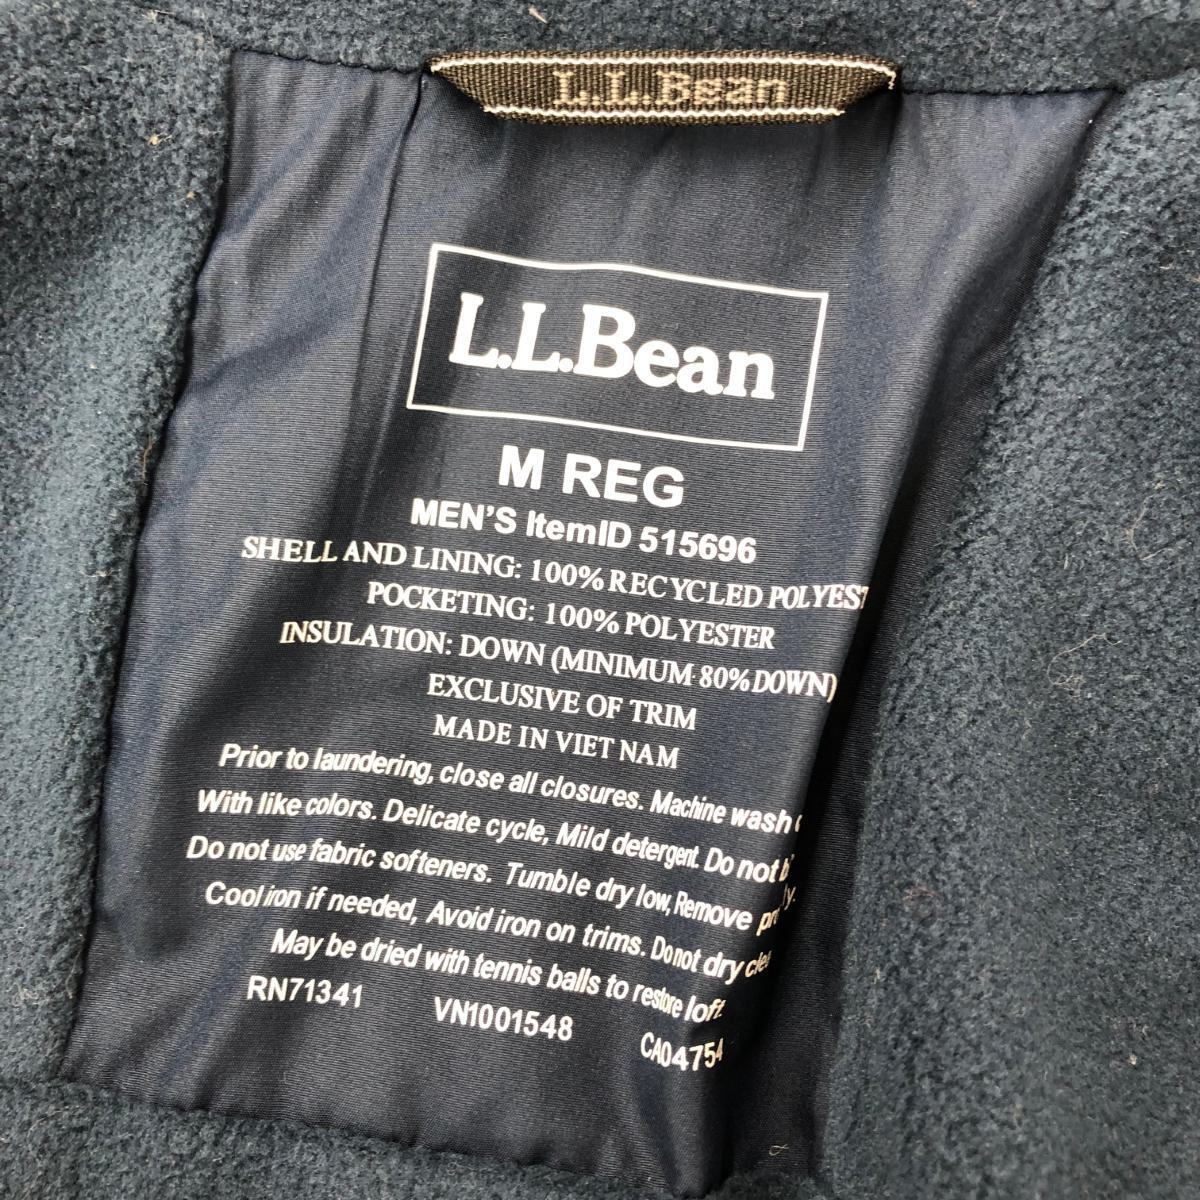 L.L.Bean
L.L.Bean
M REG
MEN'S ItemID 515696
SHELL AND LINING: 100% RECYCLED POLYEST
POCKETING: 100% POLYESTER
INSULATION: DOWN (MINIMUM 80% DOWN)
EXCLUSIVE OF TRIM
MADE IN VIET NAM
Prior to laundering, close all closures. Machine wash
With like colors. Delicate cycle, Mild detergent. Do not
Do not use fabric softeners. Tumble dry low, Remove
Cool iron if needed, Avoid iron on trims. Do not dry
May be dried with tennis balls to restore loft.
RN71341 VN1001548 CA04754